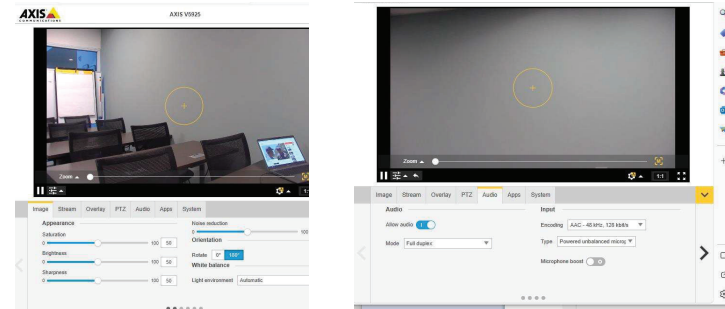 AXIS
COMMUNICATIONS
AXIS V5925
Zoom
1:1
Image Stream Overlay PTZ Audio Apps System
Appearance
Saturation
0 100 50
Brightness
0 100 50
Sharpness
0 100 50
Noise reduction
0 100
Orientation
Rotate 0° 180°
White balance
Light environment Automatic
Zoom
1:1
Image Stream Overlay PTZ Audio Apps System
Audio
Allow audio
Mode Full duplex
Input
Encoding AAC - 48 kHz, 128 kbit/s
Type Powered unbalanced microp
Microphone boost